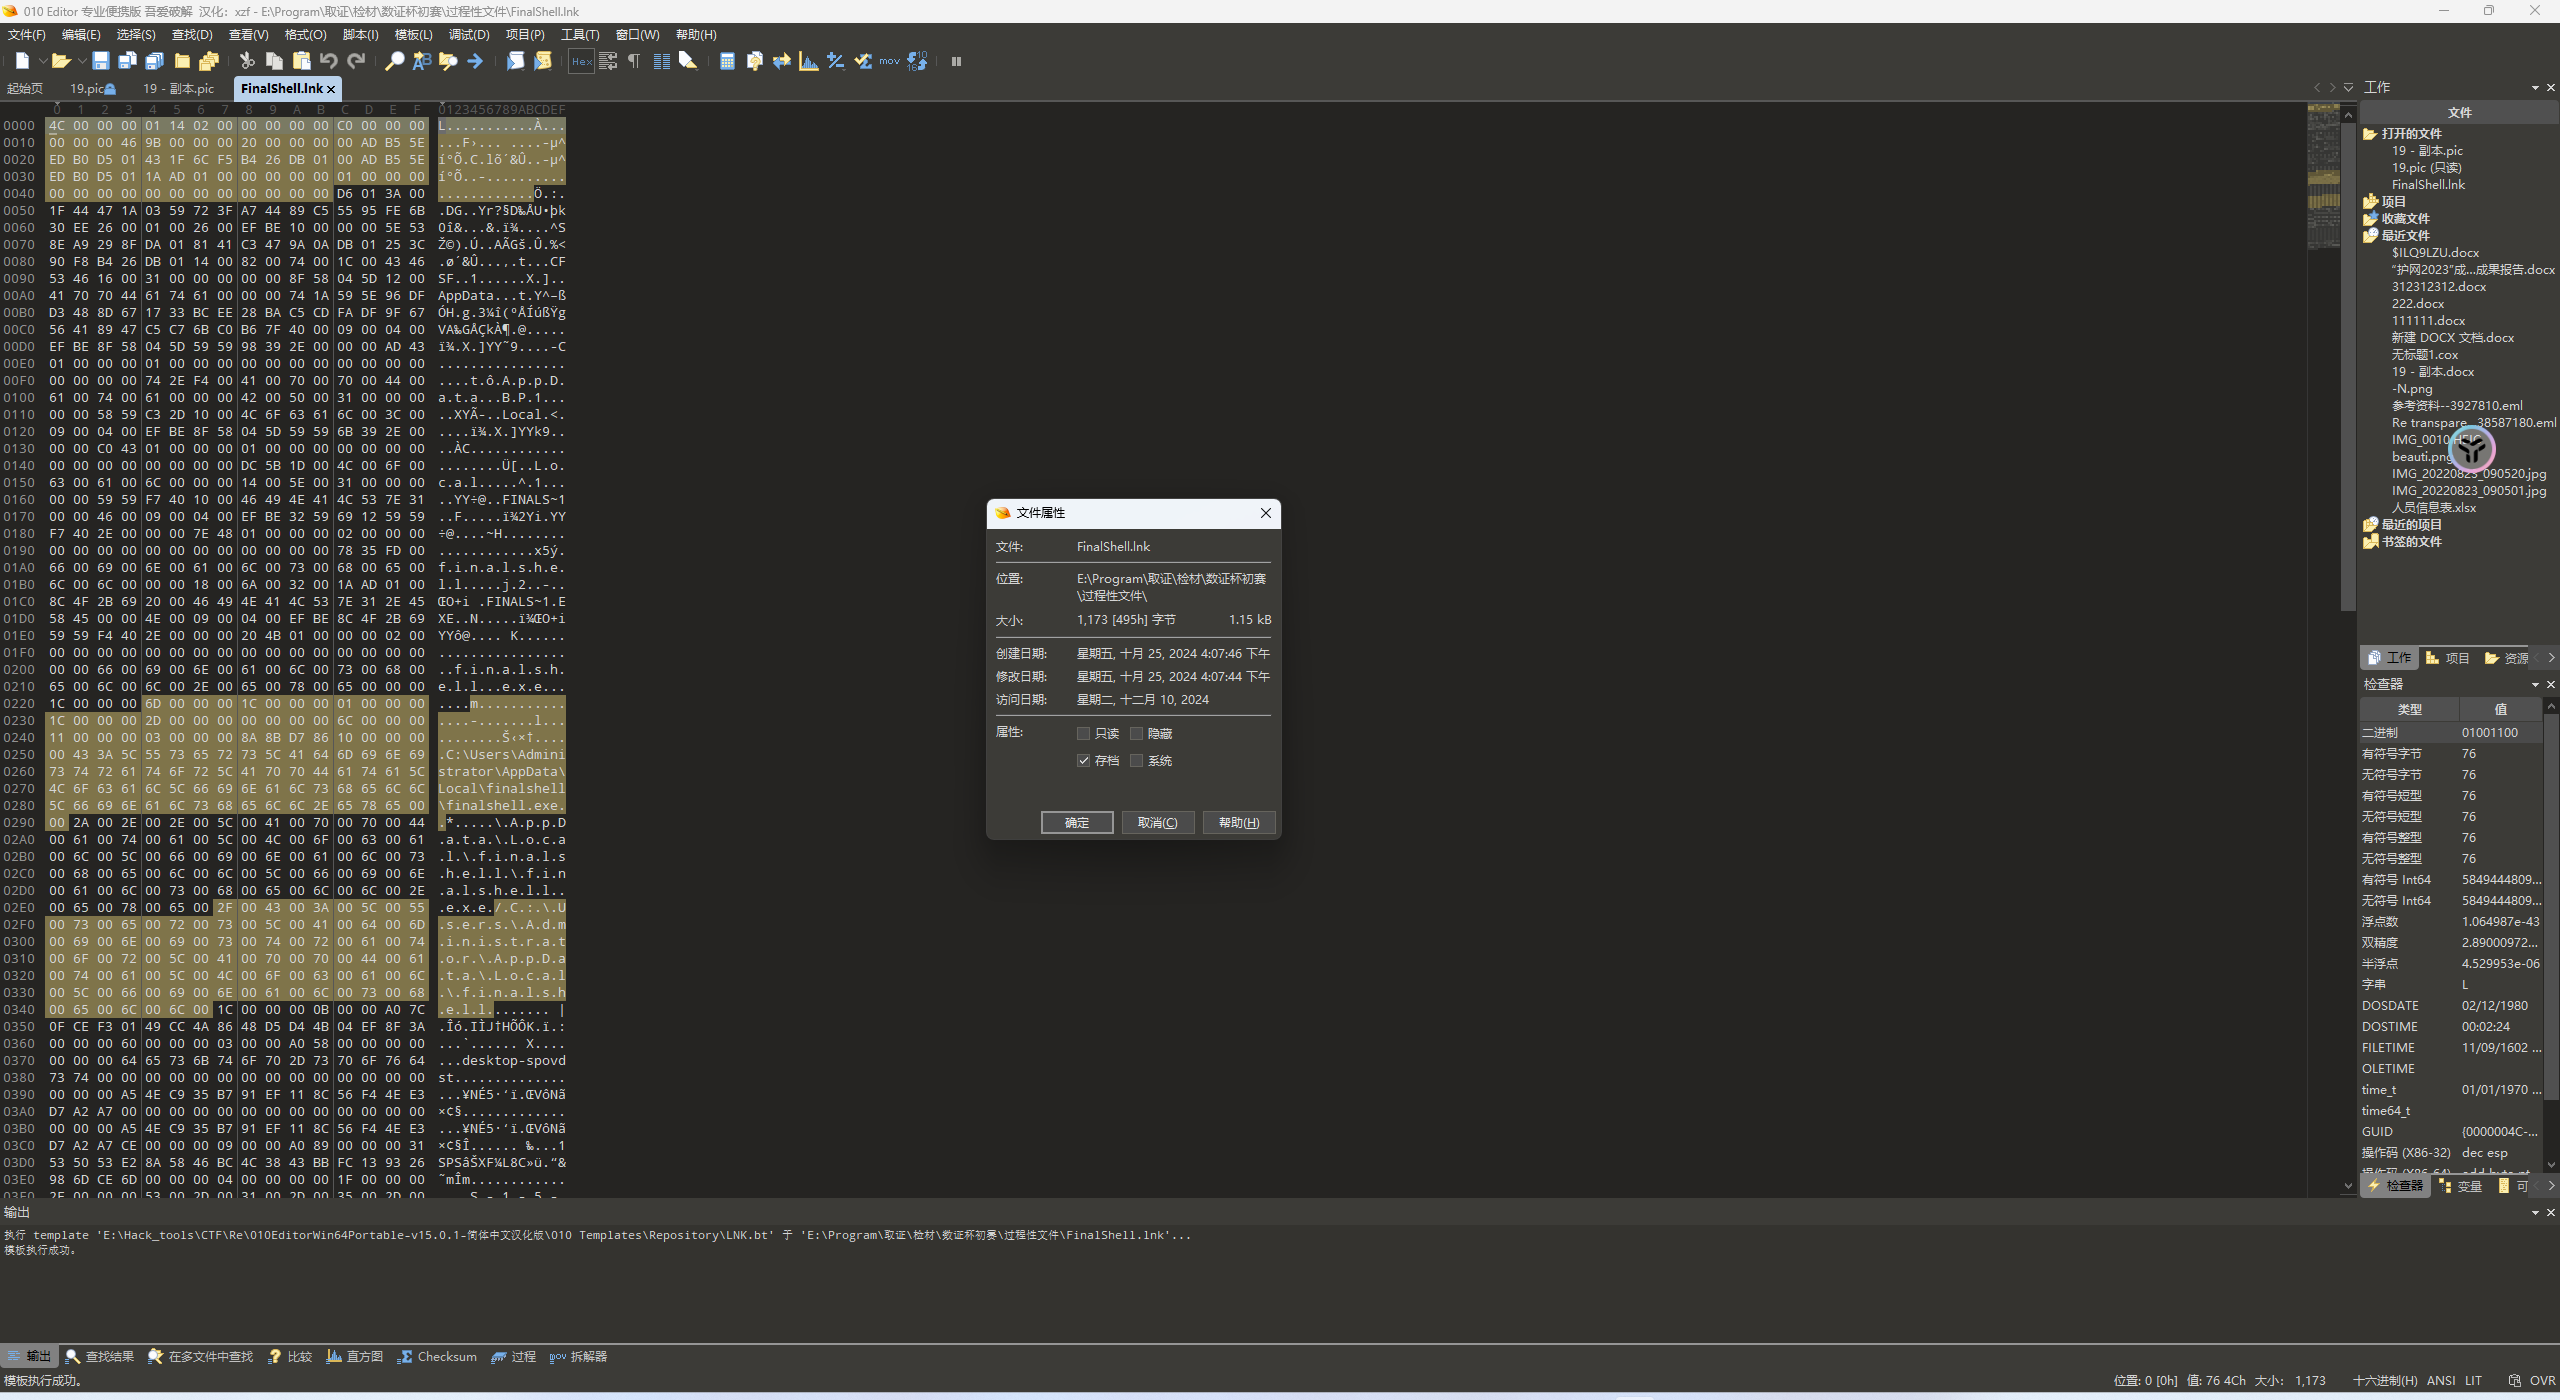 010 Editor 专业便携版 吾爱破解 汉化：xzf - E:\Program\取证\检材\数证杯初赛\过程性文件\FinalShell.lnk
文件(F) 编辑(E) 选择(S) 查找(D) 查看(V) 格式(O) 脚本(I) 模板(L) 调试(D) 项目(P) 工具(T) 窗口(W) 帮助(H)
起始页 19.pic 19 - 副本.pic FinalShell.lnk
0 1 2 3 4 5 6 7 8 9 A B C D E F 0123456789ABCDEF
0000 4C 00 00 00 01 14 02 00 00 00 00 00 C0 00 00 00 L...........À...
0010 00 00 00 46 9B 00 00 00 20 00 00 00 00 AD B5 5E ...F›... ....-µ^
0020 ED B0 D5 01 43 1F 6C F5 B4 26 DB 01 00 AD B5 5E í°Õ.C.lõ´&Û..-µ^
0030 ED B0 D5 01 1A AD 01 00 00 00 00 00 01 00 00 00 í°Õ..-..........
0040 00 00 00 00 00 00 00 00 00 00 00 00 D6 01 3A 00 ............Ö.:.
0050 1F 44 47 1A 03 59 72 3F A7 44 89 C5 55 95 FE 6B .DG..Yr?§D‰ÅU•þk
0060 30 EE 26 00 01 00 26 00 EF BE 10 00 00 00 5E 53 0î&...&.ï¾....^S
0070 8E A9 29 8F DA 01 81 41 C3 47 9A 0A DB 01 25 3C Ž©).Ú..AÃGš.Û.%<
0080 90 F8 B4 26 DB 01 14 00 82 00 74 00 1C 00 43 46 .ø´&Û...‚.t...CF
0090 53 46 16 00 31 00 00 00 00 00 8F 58 04 5D 12 00 SF..1......X.]..
00A0 41 70 70 44 61 74 61 00 00 00 74 1A 59 5E 96 DF AppData...t.Y^–ß
00B0 D3 48 8D 67 17 33 BC EE 28 BA C5 CD FA DF 9F 67 ÓH.g.3¼î(ºÅÍúßŸg
00C0 56 41 89 47 C5 C7 6B C0 B6 7F 40 00 09 00 04 00 VA‰GÅÇkÀ¶.@.....
00D0 EF BE 8F 58 04 5D 59 59 98 39 2E 00 00 00 AD 43 ï¾.X.]YY˜9....-C
00E0 01 00 00 00 01 00 00 00 00 00 00 00 00 00 00 00 ................
00F0 00 00 00 00 74 2E F4 00 41 00 70 00 70 00 44 00 ....t.ô.A.p.p.D.
0100 61 00 74 00 61 00 00 00 42 00 50 00 31 00 00 00 a.t.a...B.P.1...
0110 00 00 58 59 C3 2D 10 00 4C 6F 63 61 6C 00 3C 00 ..XYÃ-..Local.<.
0120 09 00 04 00 EF BE 8F 58 04 5D 59 59 6B 39 2E 00 ....ï¾.X.]YYk9..
0130 00 00 C0 43 01 00 00 00 01 00 00 00 00 00 00 00 ..ÀC............
0140 00 00 00 00 00 00 00 00 DC 5B 1D 00 4C 00 6F 00 ........Ü[..L.o.
0150 63 00 61 00 6C 00 00 00 14 00 5E 00 31 00 00 00 c.a.l.....^.1...
0160 00 00 59 59 F7 40 10 00 46 49 4E 41 4C 53 7E 31 ..YY÷@..FINALS~1
0170 00 00 46 00 09 00 04 00 EF BE 32 59 69 12 59 59 ..F.....ï¾2Yi.YY
0180 F7 40 2E 00 00 00 7E 48 01 00 00 00 02 00 00 00 ÷@....~H........
0190 00 00 00 00 00 00 00 00 00 00 00 00 78 35 FD 00 ............x5ý.
01A0 66 00 69 00 6E 00 61 00 6C 00 73 00 68 00 65 00 f.i.n.a.l.s.h.e.
01B0 6C 00 6C 00 00 00 18 00 6A 00 32 00 1A AD 01 00 l.l.....j.2..-..
01C0 8C 4F 2B 69 20 00 46 49 4E 41 4C 53 7E 31 2E 45 ŒO+i .FINALS~1.E
01D0 58 45 00 00 4E 00 09 00 04 00 EF BE 8C 4F 2B 69 XE..N.....ï¾ŒO+i
01E0 59 59 F4 40 2E 00 00 00 20 4B 01 00 00 00 02 00 YYô@.... K......
01F0 00 00 00 00 00 00 00 00 00 00 00 00 00 00 00 00 ................
0200 00 00 66 00 69 00 6E 00 61 00 6C 00 73 00 68 00 ..f.i.n.a.l.s.h.
0210 65 00 6C 00 6C 00 2E 00 65 00 78 00 65 00 00 00 e.l.l...e.x.e...
0220 1C 00 00 00 6D 00 00 00 1C 00 00 00 01 00 00 00 ....m...........
0230 1C 00 00 00 2D 00 00 00 00 00 00 00 6C 00 00 00 ....-.......l...
0240 11 00 00 00 03 00 00 00 8A 8B D7 86 10 00 00 00 ........Š‹×†....
0250 00 43 3A 5C 55 73 65 72 73 5C 41 64 6D 69 6E 69 .C:\Users\Admini
0260 73 74 72 61 74 6F 72 5C 41 70 70 44 61 74 61 5C strator\AppData\
0270 4C 6F 63 61 6C 5C 66 69 6E 61 6C 73 68 65 6C 6C Local\finalshell
0280 5C 66 69 6E 61 6C 73 68 65 6C 6C 2E 65 78 65 00 \finalshell.exe.
0290 00 2A 00 2E 00 2E 00 5C 00 41 00 70 00 70 00 44 .*.....\.A.p.p.D
02A0 00 61 00 74 00 61 00 5C 00 4C 00 6F 00 63 00 61 .a.t.a.\.L.o.c.a
02B0 00 6C 00 5C 00 66 00 69 00 6E 00 61 00 6C 00 73 .l.\.f.i.n.a.l.s
02C0 00 68 00 65 00 6C 00 6C 00 5C 00 66 00 69 00 6E .h.e.l.l.\.f.i.n
02D0 00 61 00 6C 00 73 00 68 00 65 00 6C 00 6C 00 2E .a.l.s.h.e.l.l..
02E0 00 65 00 78 00 65 00 2F 00 43 00 3A 00 5C 00 55 .e.x.e./.C.:.\.U
02F0 00 73 00 65 00 72 00 73 00 5C 00 41 00 64 00 6D .s.e.r.s.\.A.d.m
0300 00 69 00 6E 00 69 00 73 00 74 00 72 00 61 00 74 .i.n.i.s.t.r.a.t
0310 00 6F 00 72 00 5C 00 41 00 70 00 70 00 44 00 61 .o.r.\.A.p.p.D.a
0320 00 74 00 61 00 5C 00 4C 00 6F 00 63 00 61 00 6C .t.a.\.L.o.c.a.l
0330 00 5C 00 66 00 69 00 6E 00 61 00 6C 00 73 00 68 .\.f.i.n.a.l.s.h
0340 00 65 00 6C 00 6C 00 1C 00 00 00 0B 00 00 A0 7C .e.l.l........ |
0350 0F CE F3 01 49 CC 4A 86 48 D5 D4 4B 04 EF 8F 3A .Îó.IÌJ†HÕÔK.ï.:
0360 00 00 00 60 00 00 00 03 00 00 A0 58 00 00 00 00 ...`...... X....
0370 00 00 00 64 65 73 6B 74 6F 70 2D 73 70 6F 76 64 ...desktop-spovd
0380 73 74 00 00 00 00 00 00 00 00 00 00 00 00 00 00 st..............
0390 00 00 00 A5 4E C9 35 B7 91 EF 11 8C 56 F4 4E E3 ...¥NÉ5·‘ï.ŒVôNã
03A0 D7 A2 A7 00 00 00 00 00 00 00 00 00 00 00 00 00 ×¢§.............
03B0 00 00 00 A5 4E C9 35 B7 91 EF 11 8C 56 F4 4E E3 ...¥NÉ5·‘ï.ŒVôNã
03C0 D7 A2 A7 CE 00 00 00 09 00 00 A0 89 00 00 00 31 ×¢§Î...... ‰...1
03D0 53 50 53 E2 8A 58 46 BC 4C 38 43 BB FC 13 93 26 SPSâŠXF¼L8C»ü.“&
03E0 98 6D CE 6D 00 00 00 04 00 00 00 00 1F 00 00 00 ˜mÎm............
03F0 2E 00 00 00 53 00 2D 00 31 00 2D 00 35 00 2D 00 ....S.-.1.-.5.-.
文件属性
文件: FinalShell.lnk
位置: E:\Program\取证\检材\数证杯初赛
\过程性文件\
大小: 1,173 [495h] 字节 1.15 kB
创建日期: 星期五, 十月 25, 2024 4:07:46 下午
修改日期: 星期五, 十月 25, 2024 4:07:44 下午
访问日期: 星期二, 十二月 10, 2024
属性: 只读 隐藏
存档 系统
确定 取消(C) 帮助(H)
工作
文件
打开的文件
19 - 副本.pic
19.pic (只读)
FinalShell.lnk
项目
收藏文件
最近文件
$ILQ9LZU.docx
“护网2023”成...成果报告.docx
312312312.docx
222.docx
111111.docx
新建 DOCX 文档.docx
无标题1.cox
19 - 副本.docx
-N.png
参考资料--3927810.eml
Re transpare...38587180.eml
IMG_0010.HEIC
beauti.png
IMG_20220823_090520.jpg
IMG_20220823_090501.jpg
人员信息表.xlsx
最近的项目
书签的文件
工作 项目 资源
检查器
类型 值
二进制 01001100
有符号字节 76
无符号字节 76
有符号短型 76
无符号短型 76
有符号整型 76
无符号整型 76
有符号 Int64 5849444809...
无符号 Int64 5849444809...
浮点数 1.064987e-43
双精度 2.89000972...
半浮点 4.529953e-06
字串 L
DOSDATE 02/12/1980
DOSTIME 00:02:24
FILETIME 11/09/1602 ...
OLETIME
time_t 01/01/1970 ...
time64_t
GUID {0000004C-...
操作码 (X86-32) dec esp
检查器 变量 可
输出
执行 template 'E:\Hack_tools\CTF\Re\010EditorWin64Portable-v15.0.1-简体中文汉化版\010 Templates\Repository\LNK.bt' 于 'E:\Program\取证\检材\数证杯初赛\过程性文件\FinalShell.lnk'...
模板执行成功。
输出 查找结果 在多文件中查找 比较 直方图 Checksum 过程 拆解器
模板执行成功。 位置: 0 [0h] 值: 76 4Ch 大小: 1,173 十六进制(H) ANSI LIT OVR